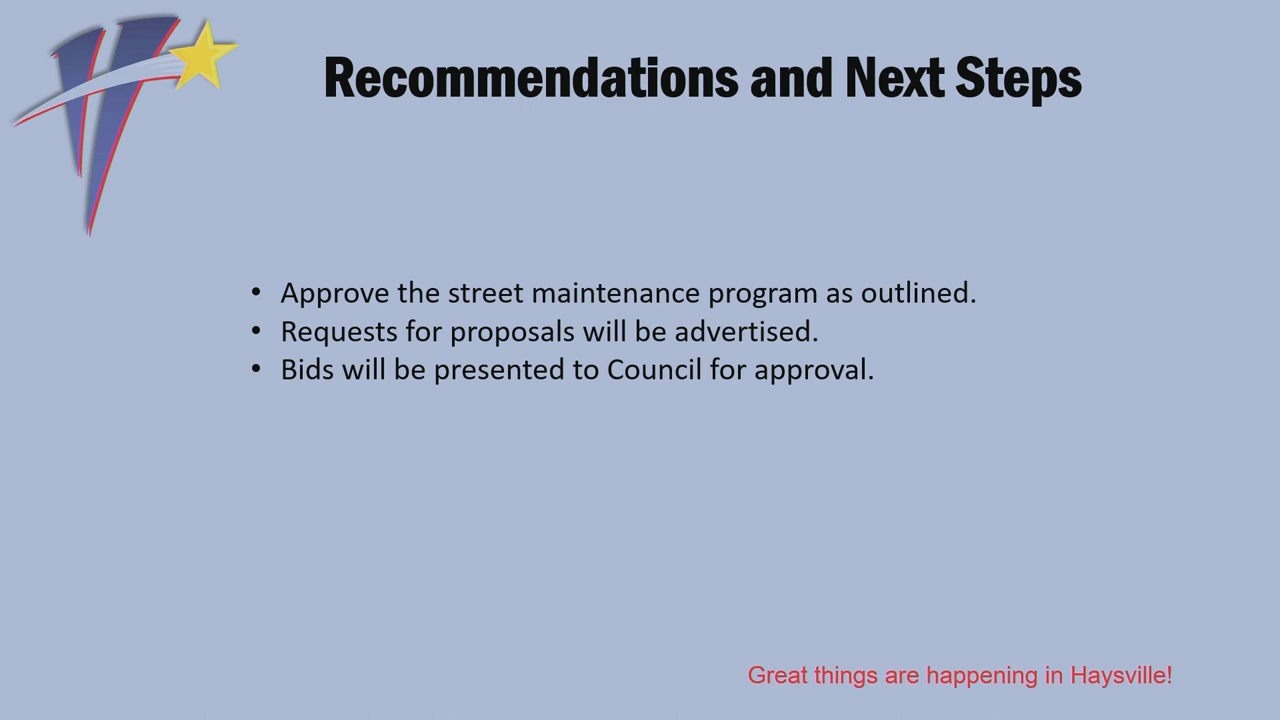 Recommendations and Next Steps
• Approve the street maintenance program as outlined.
• Requests for proposals will be advertised.
• Bids will be presented to Council for approval.
Great things are happening in Haysville!